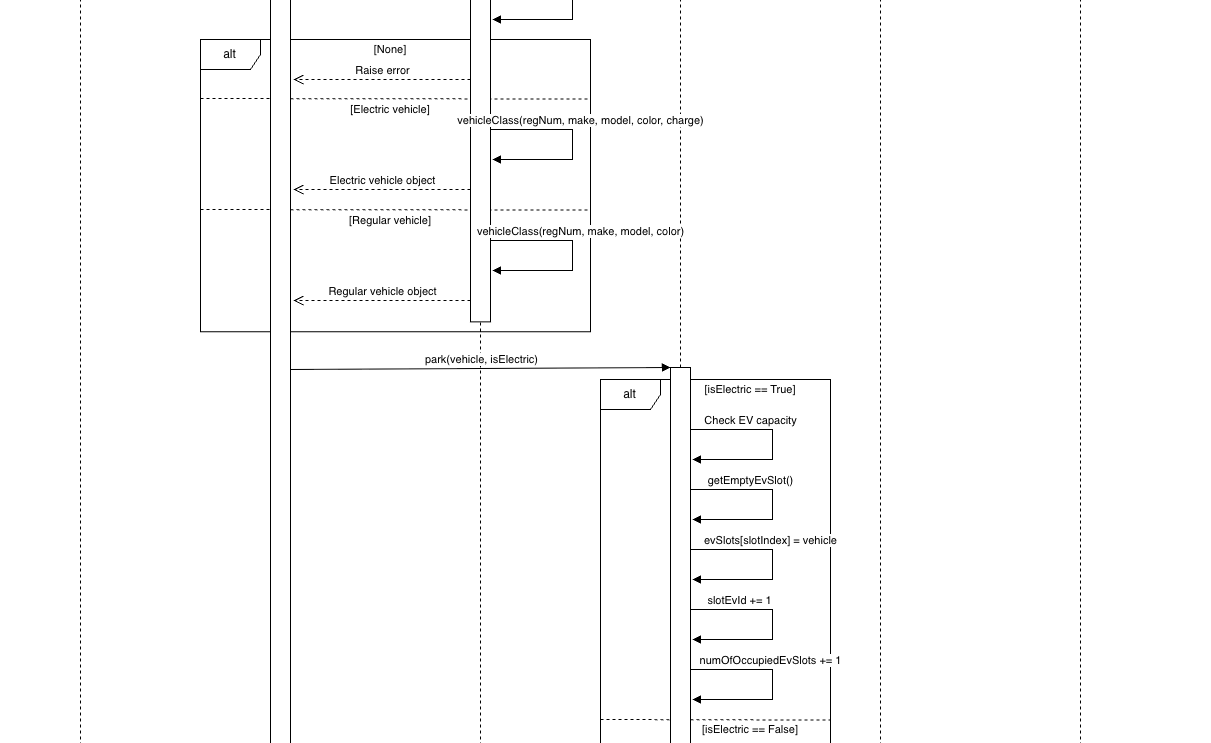 alt
[None]
Raise error
[Electric vehicle]
vehicleClass(regNum, make, model, color, charge)
Electric vehicle object
[Regular vehicle]
vehicleClass(regNum, make, model, color)
Regular vehicle object
park(vehicle, isElectric)
alt
[isElectric == True]
Check EV capacity
getEmptyEvSlot()
evSlots[slotIndex] = vehicle
slotEvId += 1
numOfOccupiedEvSlots += 1
[isElectric == False]